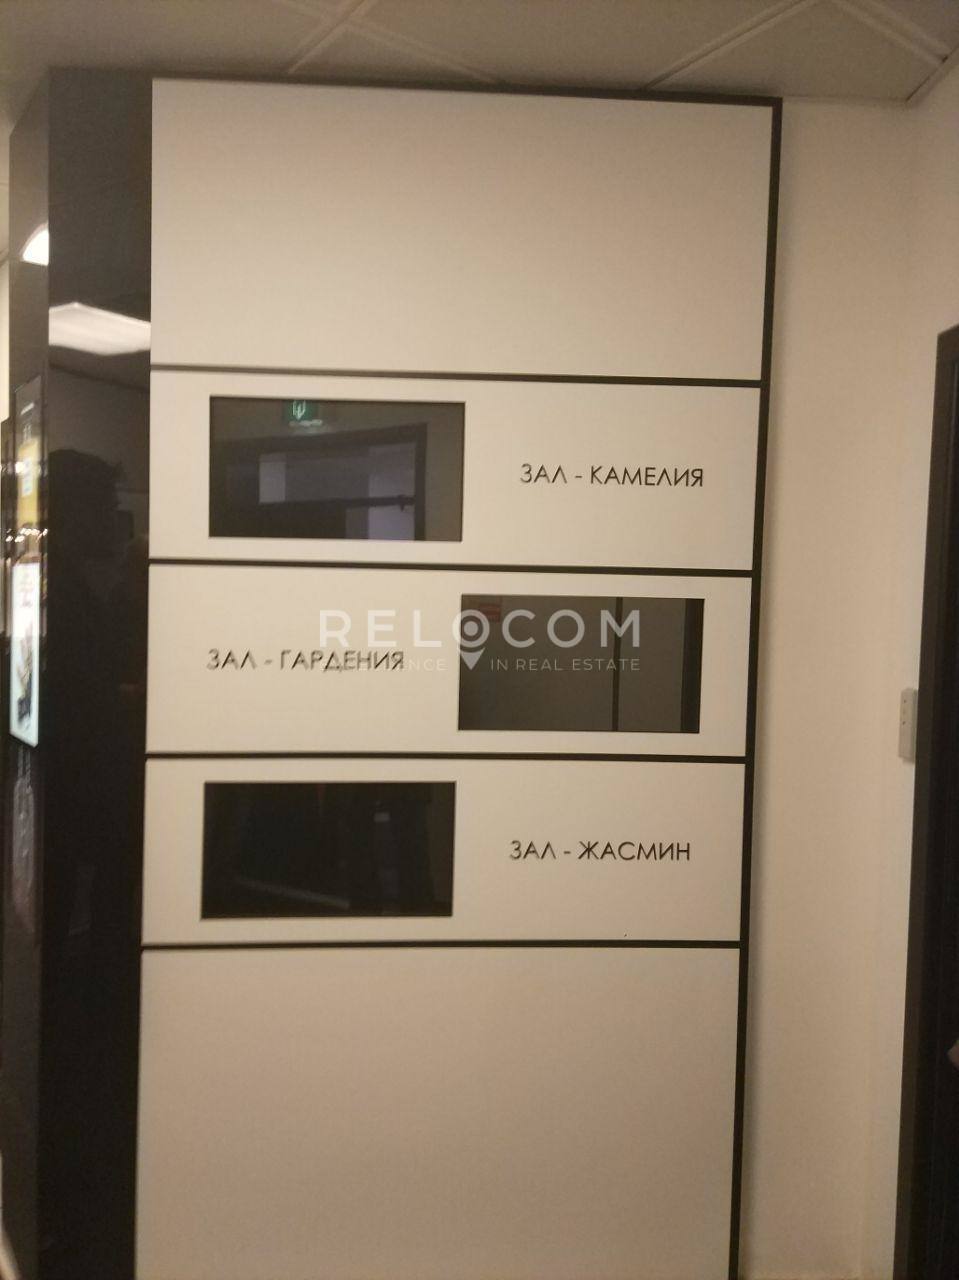 ЗАЛ - КАМЕЛИЯ
RELOCOM
ЗАЛ - ГАРДЕНИЯ
IN REAL ESTATE
ЗАЛ - ЖАСМИН